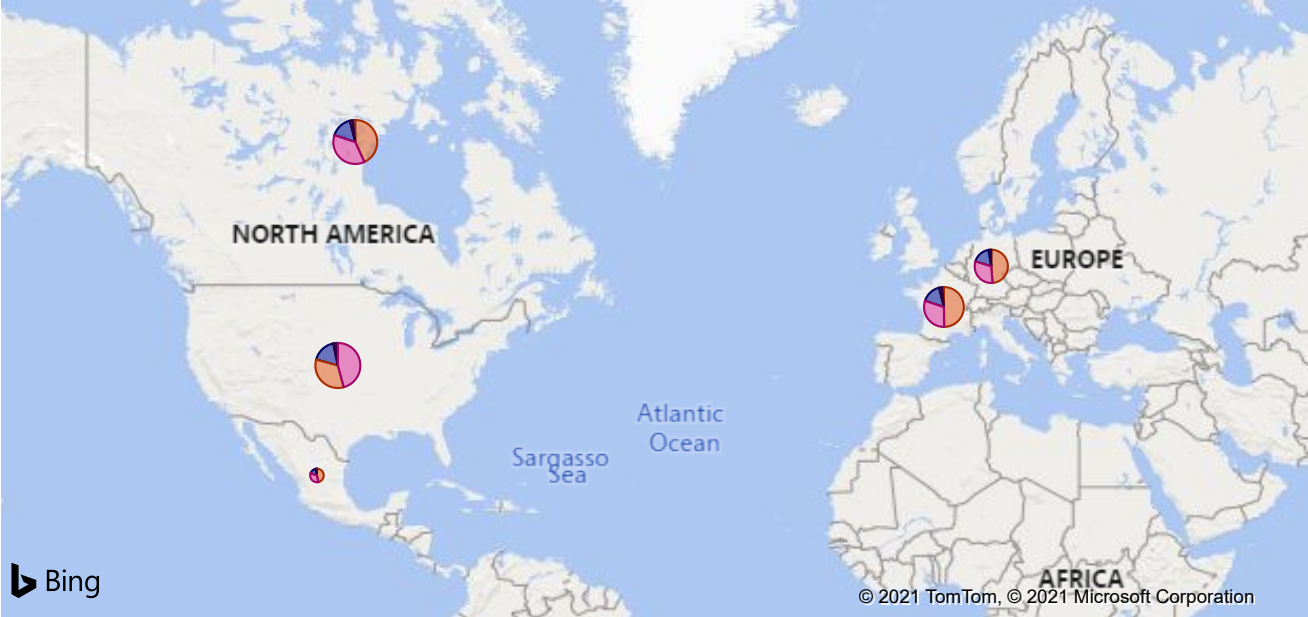 NORTH AMERICA
EUROPE
Atlantic
Ocean
Sargasso
Sea
AFRICA
Bing
© 2021 TomTom, © 2021 Microsoft Corporation